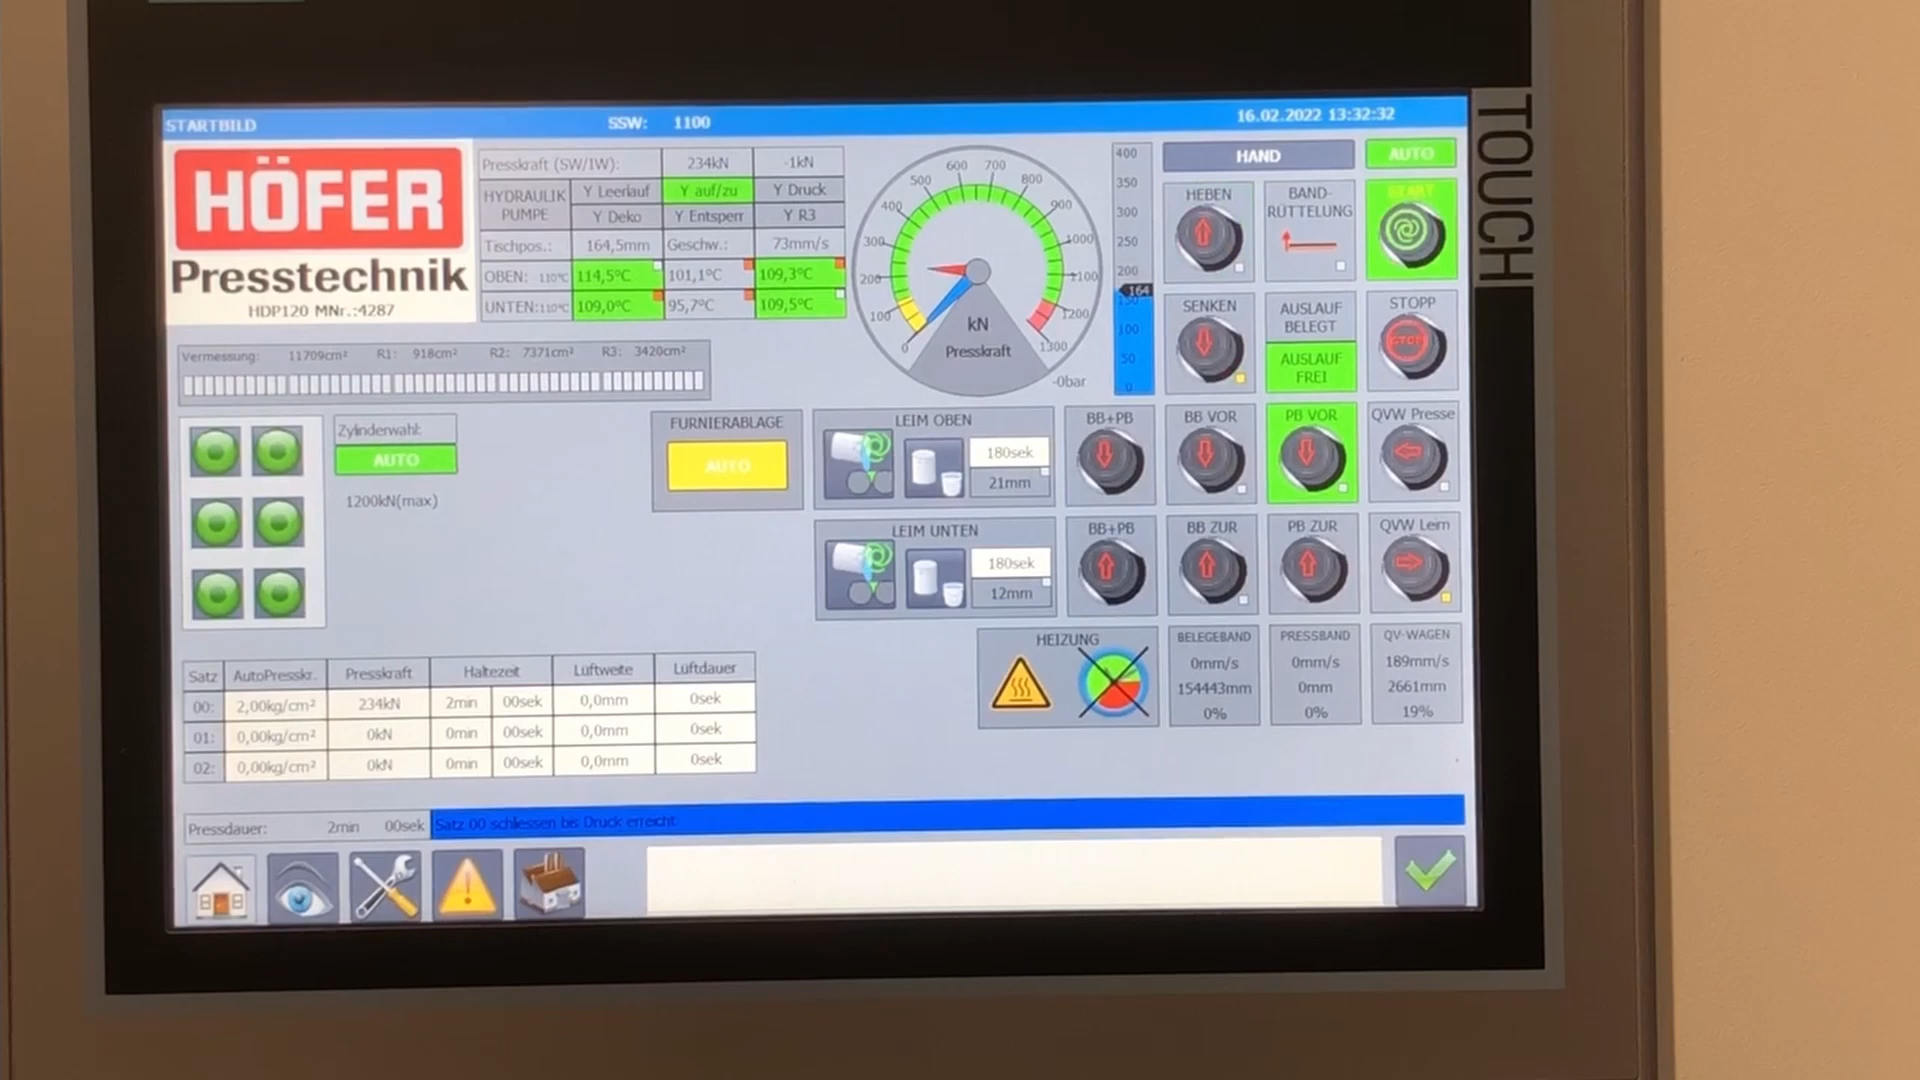 STARTBILD SSW: 1100 16.02.2022 13:32:32
TOUCH
HÖFER
Presstechnik
HDP120 MNr.:4287
Presskraft (SW/IW): 234kN -1kN
HYDRAULIK PUMPE
Y Leerlauf Y auf/zu Y Druck
Y Deko Y Entsperr Y R3
Tischpos.: 164,5mm Geschw.: 73mm/s
OBEN: 110°C 114,5°C 101,1°C 109,3°C
UNTEN: 110°C 109,0°C 95,7°C 109,5°C
0 100 200 300 400 500 600 700 800 900 1000 1100 1200 1300
kN
Presskraft
-0bar
400
350
300
250
200
164
150
100
50
0
HAND AUTO
HEBEN
BAND-
RÜTTELUNG
START
SENKEN
AUSLAUF
BELEGT
AUSLAUF
FREI
STOPP
STOP
Vermessung: 11709cm² R1: 918cm² R2: 7371cm² R3: 3420cm²
Zylinderwahl:
AUTO
1200kN(max)
FURNIERABLAGE
AUTO
LEIM OBEN
180sek
21mm
BB+PB BB VOR PB VOR QVW Presse
LEIM UNTEN
180sek
12mm
BB+PB BB ZUR PB ZUR QVW Leim
HEIZUNG
BELEGEBAND
0mm/s
154443mm
0%
PRESSBAND
0mm/s
0mm
0%
QV-WAGEN
189mm/s
2661mm
19%
Satz AutoPresskr. Presskraft Haltezeit Lüftweite Lüftdauer
00: 2,00kg/cm² 234kN 2min 00sek 0,0mm 0sek
01: 0,00kg/cm² 0kN 0min 00sek 0,0mm 0sek
02: 0,00kg/cm² 0kN 0min 00sek 0,0mm 0sek
Pressdauer: 2min 00sek Satz 00 schliessen bis Druck erreicht